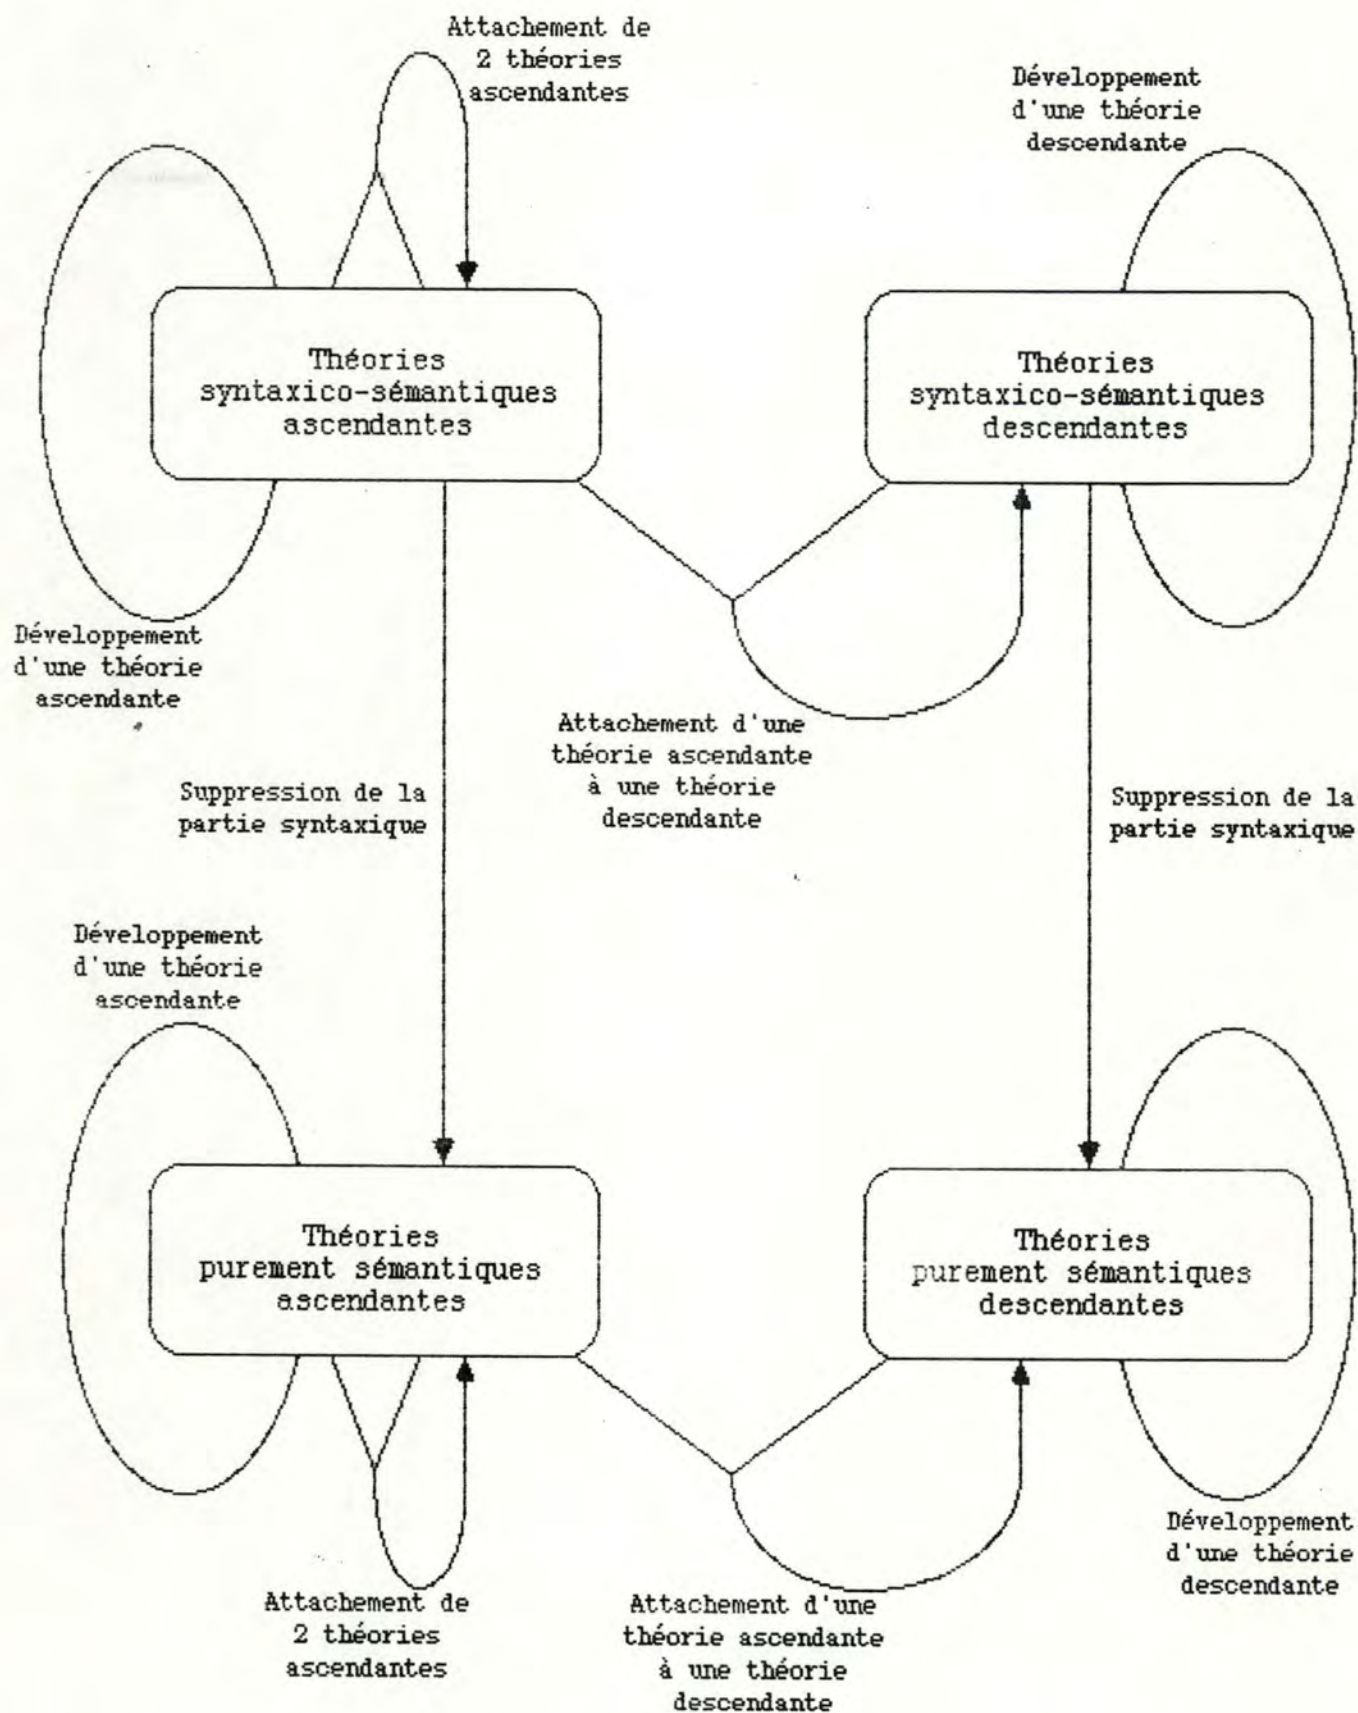 Attachement de
2 théories
ascendantes
Développement
d'une théorie
descendante
Théories
syntaxico-sémantiques
ascendantes
Théories
syntaxico-sémantiques
descendantes
Développement
d'une théorie
ascendante
Attachement d'une
théorie ascendante
à une théorie
descendante
Suppression de la
partie syntaxique
Suppression de la
partie syntaxique
Développement
d'une théorie
ascendante
Théories
purement sémantiques
ascendantes
Théories
purement sémantiques
descendantes
Développement
d'une théorie
descendante
Attachement de
2 théories
ascendantes
Attachement d'une
théorie ascendante
à une théorie
descendante